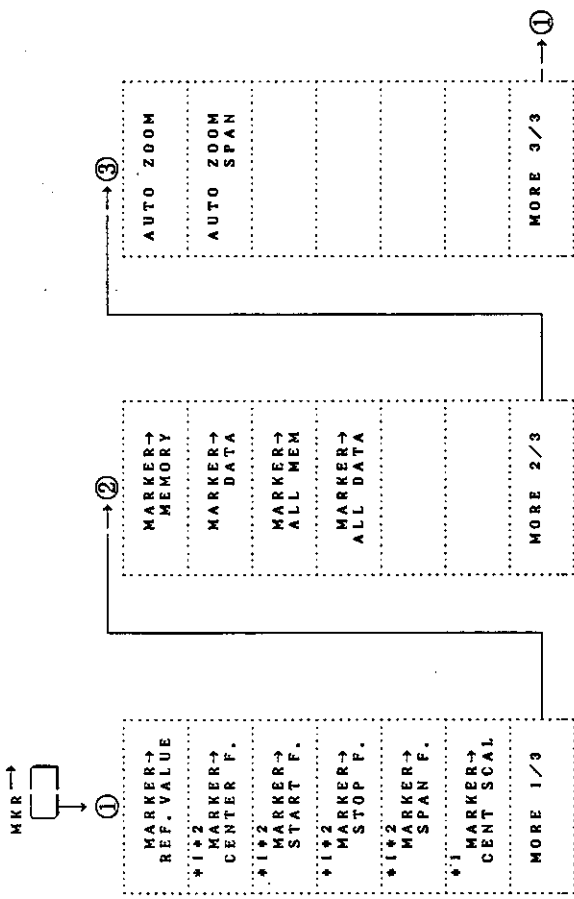 MKR →
①
MARKER→
REF.VALUE
*1*2
MARKER→
CENTER F.
*1*2
MARKER→
START F.
*1*2
MARKER→
STOP F.
*1*2
MARKER→
SPAN F.
*1
MARKER→
CENT SCAL
MORE 1/3
②
MARKER→
MEMORY
MARKER→
DATA
MARKER→
ALL MEM
MARKER→
ALL DATA
MORE 2/3
③
AUTO ZOOM
AUTO ZOOM
SPAN
MORE 3/3
①